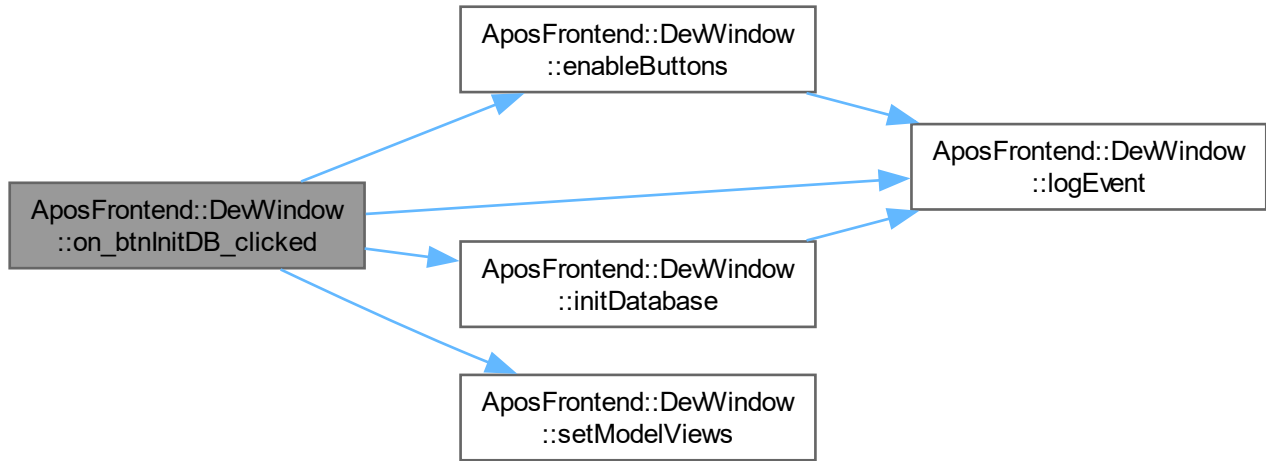 AposFrontend::DevWindow
::enableButtons
AposFrontend::DevWindow
::logEvent
AposFrontend::DevWindow
::on_btnInitDB_clicked
AposFrontend::DevWindow
::initDatabase
AposFrontend::DevWindow
::setModelViews